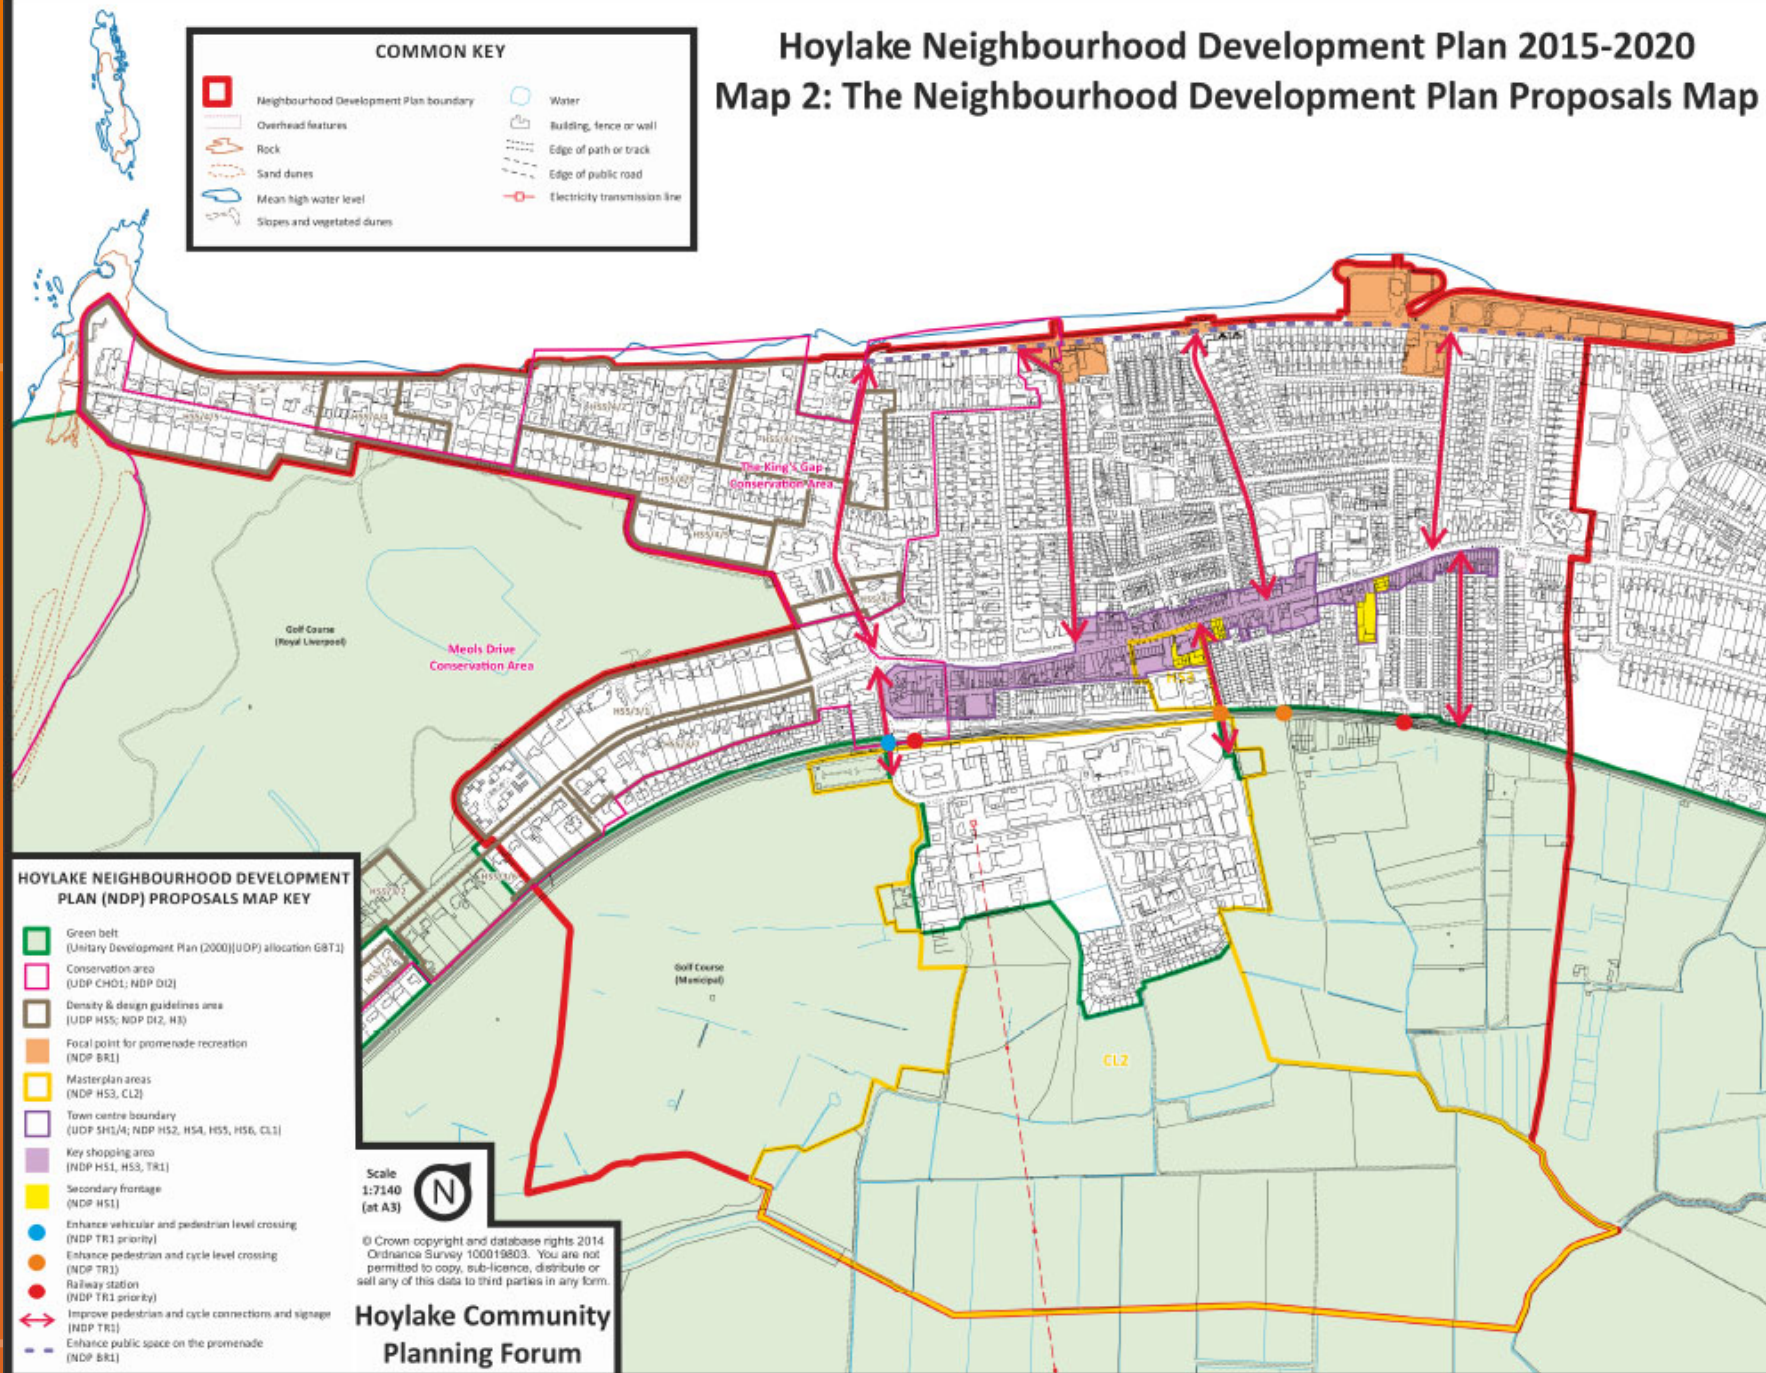 Hoylake Neighbourhood Development Plan 2015-2020
Map 2: The Neighbourhood Development Plan Proposals Map
COMMON KEY
Neighbourhood Development Plan boundary
Overhead features
Rock
Sand dunes
Mean high water level
Slopes and vegetated dunes
Water
Building, fence or wall
Edge of path or track
Edge of public road
Electricity transmission line
The King's Gap
Conservation Area
Golf Course
(Royal Liverpool)
Meols Drive
Conservation Area
HS3
HS5/3/1
Golf Course
(Municipal)
CL2
HOYLAKE NEIGHBOURHOOD DEVELOPMENT
PLAN (NDP) PROPOSALS MAP KEY
Green belt
(Unitary Development Plan (2000)(UDP) allocation GBT1)
Conservation area
(UDP CHO1; NDP DI2)
Density & design guidelines area
(UDP HS5; NDP DI2, H3)
Focal point for promenade recreation
(NDP BR1)
Masterplan areas
(NDP HS3, CL2)
Town centre boundary
(UDP SH1/4; NDP HS2, HS4, HS5, HS6, CL1)
Key shopping area
(NDP HS1, HS3, TR1)
Secondary frontage
(NDP HS1)
Enhance vehicular and pedestrian level crossing
(NDP TR1 priority)
Enhance pedestrian and cycle level crossing
(NDP TR1)
Railway station
(NDP TR1 priority)
Improve pedestrian and cycle connections and signage
(NDP TR1)
Enhance public space on the promenade
(NDP BR1)
Scale
1:7140
(at A3)
N
© Crown copyright and database rights 2014
Ordnance Survey 100019803. You are not
permitted to copy, sub-licence, distribute or
sell any of this data to third parties in any form.
Hoylake Community
Planning Forum